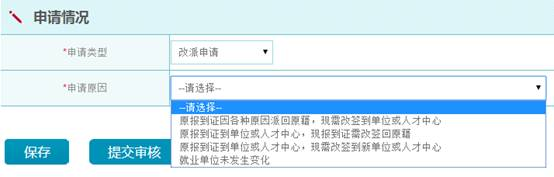 申请情况
*申请类型 改派申请
*申请原因 --请选择--
--请选择--
原报到证因各种原因派回原籍，现需改签到单位或人才中心
原报到证到单位或人才中心，现报到证需改签回原籍
原报到证到单位或人才中心，现需改签到新单位或人才中心
就业单位未发生变化
保存 提交审核